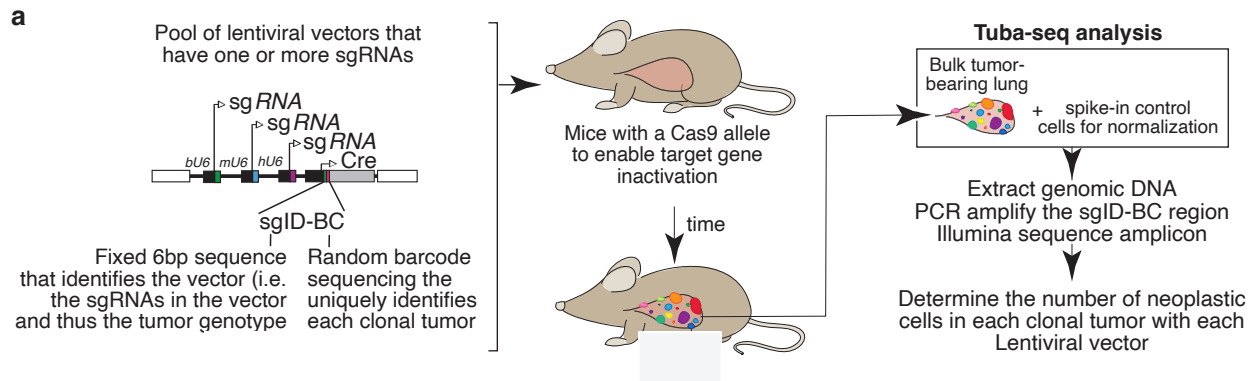 a
Pool of lentiviral vectors that
have one or more sgRNAs
sgRNA
sgRNA
sgRNA
Cre
bU6 mU6 hU6
sgID-BC
Fixed 6bp sequence
that identifies the vector (i.e.
the sgRNAs in the vector
and thus the tumor genotype
Random barcode
sequencing the
uniquely identifies
each clonal tumor
Mice with a Cas9 allele
to enable target gene
inactivation
time
Tuba-seq analysis
Bulk tumor-
bearing lung
+ spike-in control
cells for normalization
Extract genomic DNA
PCR amplify the sgID-BC region
Illumina sequence amplicon
Determine the number of neoplastic
cells in each clonal tumor with each
Lentiviral vector